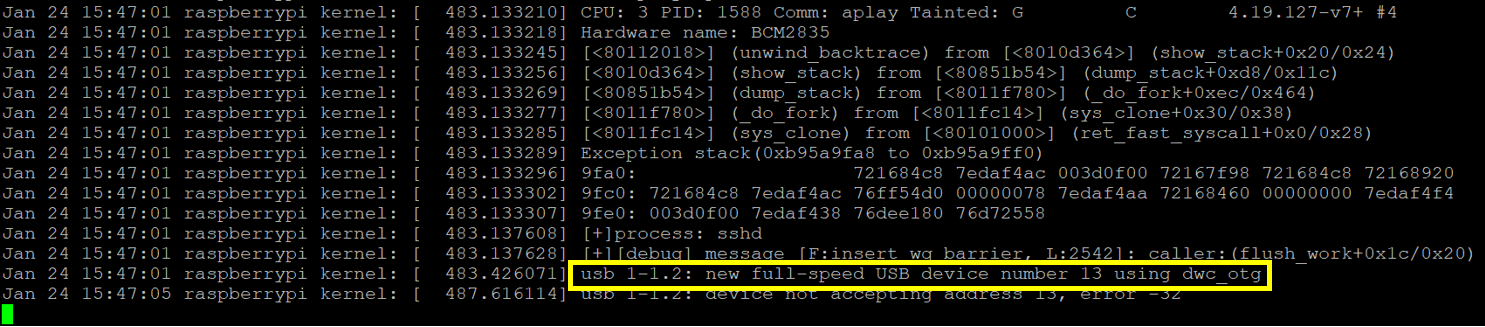 Jan 24 15:47:01 raspberrypi kernel: [  483.133210] CPU: 3 PID: 1588 Comm: aplay Tainted: G         C        4.19.127-v7+ #4
Jan 24 15:47:01 raspberrypi kernel: [  483.133218] Hardware name: BCM2835
Jan 24 15:47:01 raspberrypi kernel: [  483.133245] [<80112018>] (unwind_backtrace) from [<8010d364>] (show_stack+0x20/0x24)
Jan 24 15:47:01 raspberrypi kernel: [  483.133256] [<8010d364>] (show_stack) from [<80851b54>] (dump_stack+0xd8/0x11c)
Jan 24 15:47:01 raspberrypi kernel: [  483.133269] [<80851b54>] (dump_stack) from [<8011f780>] (_do_fork+0xec/0x464)
Jan 24 15:47:01 raspberrypi kernel: [  483.133277] [<8011f780>] (_do_fork) from [<8011fc14>] (sys_clone+0x30/0x38)
Jan 24 15:47:01 raspberrypi kernel: [  483.133285] [<8011fc14>] (sys_clone) from [<80101000>] (ret_fast_syscall+0x0/0x28)
Jan 24 15:47:01 raspberrypi kernel: [  483.133289] Exception stack(0xb95a9fa8 to 0xb95a9ff0)
Jan 24 15:47:01 raspberrypi kernel: [  483.133296] 9fa0:                   721684c8 7edaf4ac 003d0f00 72167f98 721684c8 72168920
Jan 24 15:47:01 raspberrypi kernel: [  483.133302] 9fc0: 721684c8 7edaf4ac 76ff54d0 00000078 7edaf4aa 72168460 00000000 7edaf4f4
Jan 24 15:47:01 raspberrypi kernel: [  483.133307] 9fe0: 003d0f00 7edaf438 76dee180 76d72558
Jan 24 15:47:01 raspberrypi kernel: [  483.137608] [+]process: sshd
Jan 24 15:47:01 raspberrypi kernel: [  483.137628] [+][debug] message [F:insert_wq_barrier, L:2542]: caller:(flush_work+0x1c/0x20)
Jan 24 15:47:01 raspberrypi kernel: [  483.426071] usb 1-1.2: new full-speed USB device number 13 using dwc_otg
Jan 24 15:47:05 raspberrypi kernel: [  487.616114] usb 1-1.2: device not accepting address 13, error -32